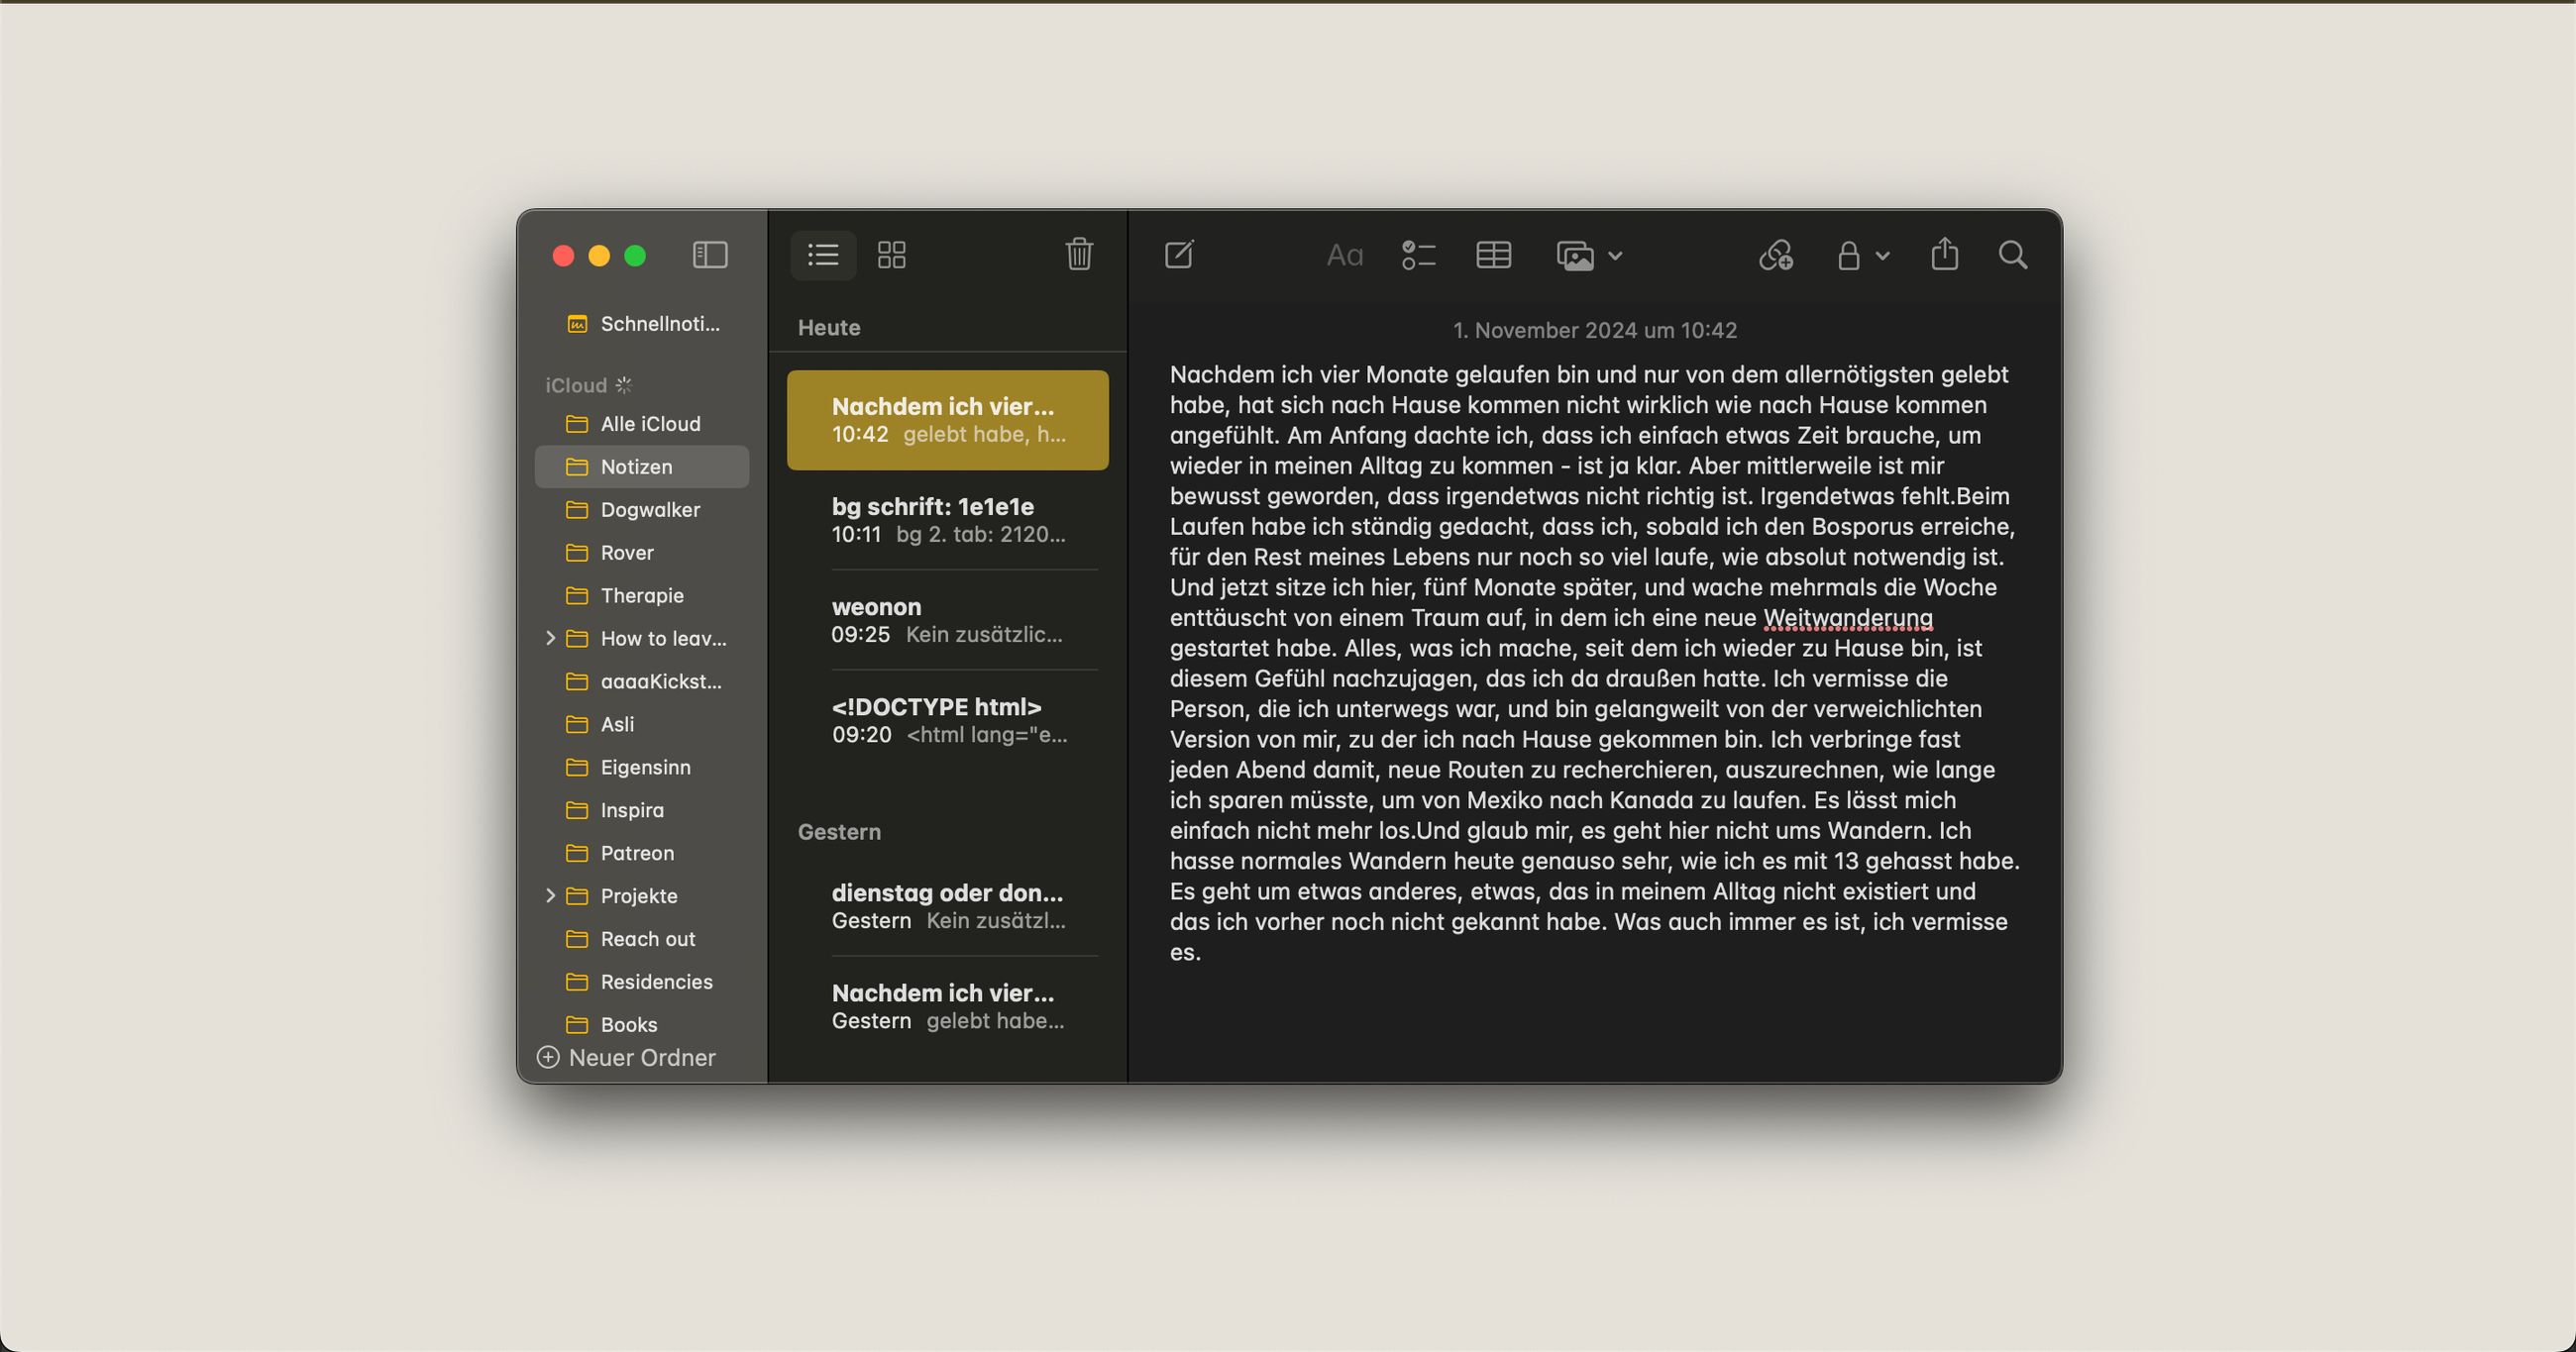 Schnellnoti...
iCloud
Alle iCloud
Notizen
Dogwalker
Rover
Therapie
How to leav...
aaaaKickst...
Asli
Eigensinn
Inspira
Patreon
Projekte
Reach out
Residencies
Books
Neuer Ordner
Heute
Nachdem ich vier...
10:42 gelebt habe, h...
bg schrift: 1e1e1e
10:11 bg 2. tab: 2120...
weonon
09:25 Kein zusätzlic...
<!DOCTYPE html>
09:20 <html lang="e...
Gestern
dienstag oder don...
Gestern Kein zusätzl...
Nachdem ich vier...
Gestern gelebt habe...
Aa
1. November 2024 um 10:42
Nachdem ich vier Monate gelaufen bin und nur von dem allernötigsten gelebt
habe, hat sich nach Hause kommen nicht wirklich wie nach Hause kommen
angefühlt. Am Anfang dachte ich, dass ich einfach etwas Zeit brauche, um
wieder in meinen Alltag zu kommen - ist ja klar. Aber mittlerweile ist mir
bewusst geworden, dass irgendetwas nicht richtig ist. Irgendetwas fehlt.Beim
Laufen habe ich ständig gedacht, dass ich, sobald ich den Bosporus erreiche,
für den Rest meines Lebens nur noch so viel laufe, wie absolut notwendig ist.
Und jetzt sitze ich hier, fünf Monate später, und wache mehrmals die Woche
enttäuscht von einem Traum auf, in dem ich eine neue Weitwanderung
gestartet habe. Alles, was ich mache, seit dem ich wieder zu Hause bin, ist
diesem Gefühl nachzujagen, das ich da draußen hatte. Ich vermisse die
Person, die ich unterwegs war, und bin gelangweilt von der verweichlichten
Version von mir, zu der ich nach Hause gekommen bin. Ich verbringe fast
jeden Abend damit, neue Routen zu recherchieren, auszurechnen, wie lange
ich sparen müsste, um von Mexiko nach Kanada zu laufen. Es lässt mich
einfach nicht mehr los.Und glaub mir, es geht hier nicht ums Wandern. Ich
hasse normales Wandern heute genauso sehr, wie ich es mit 13 gehasst habe.
Es geht um etwas anderes, etwas, das in meinem Alltag nicht existiert und
das ich vorher noch nicht gekannt habe. Was auch immer es ist, ich vermisse
es.